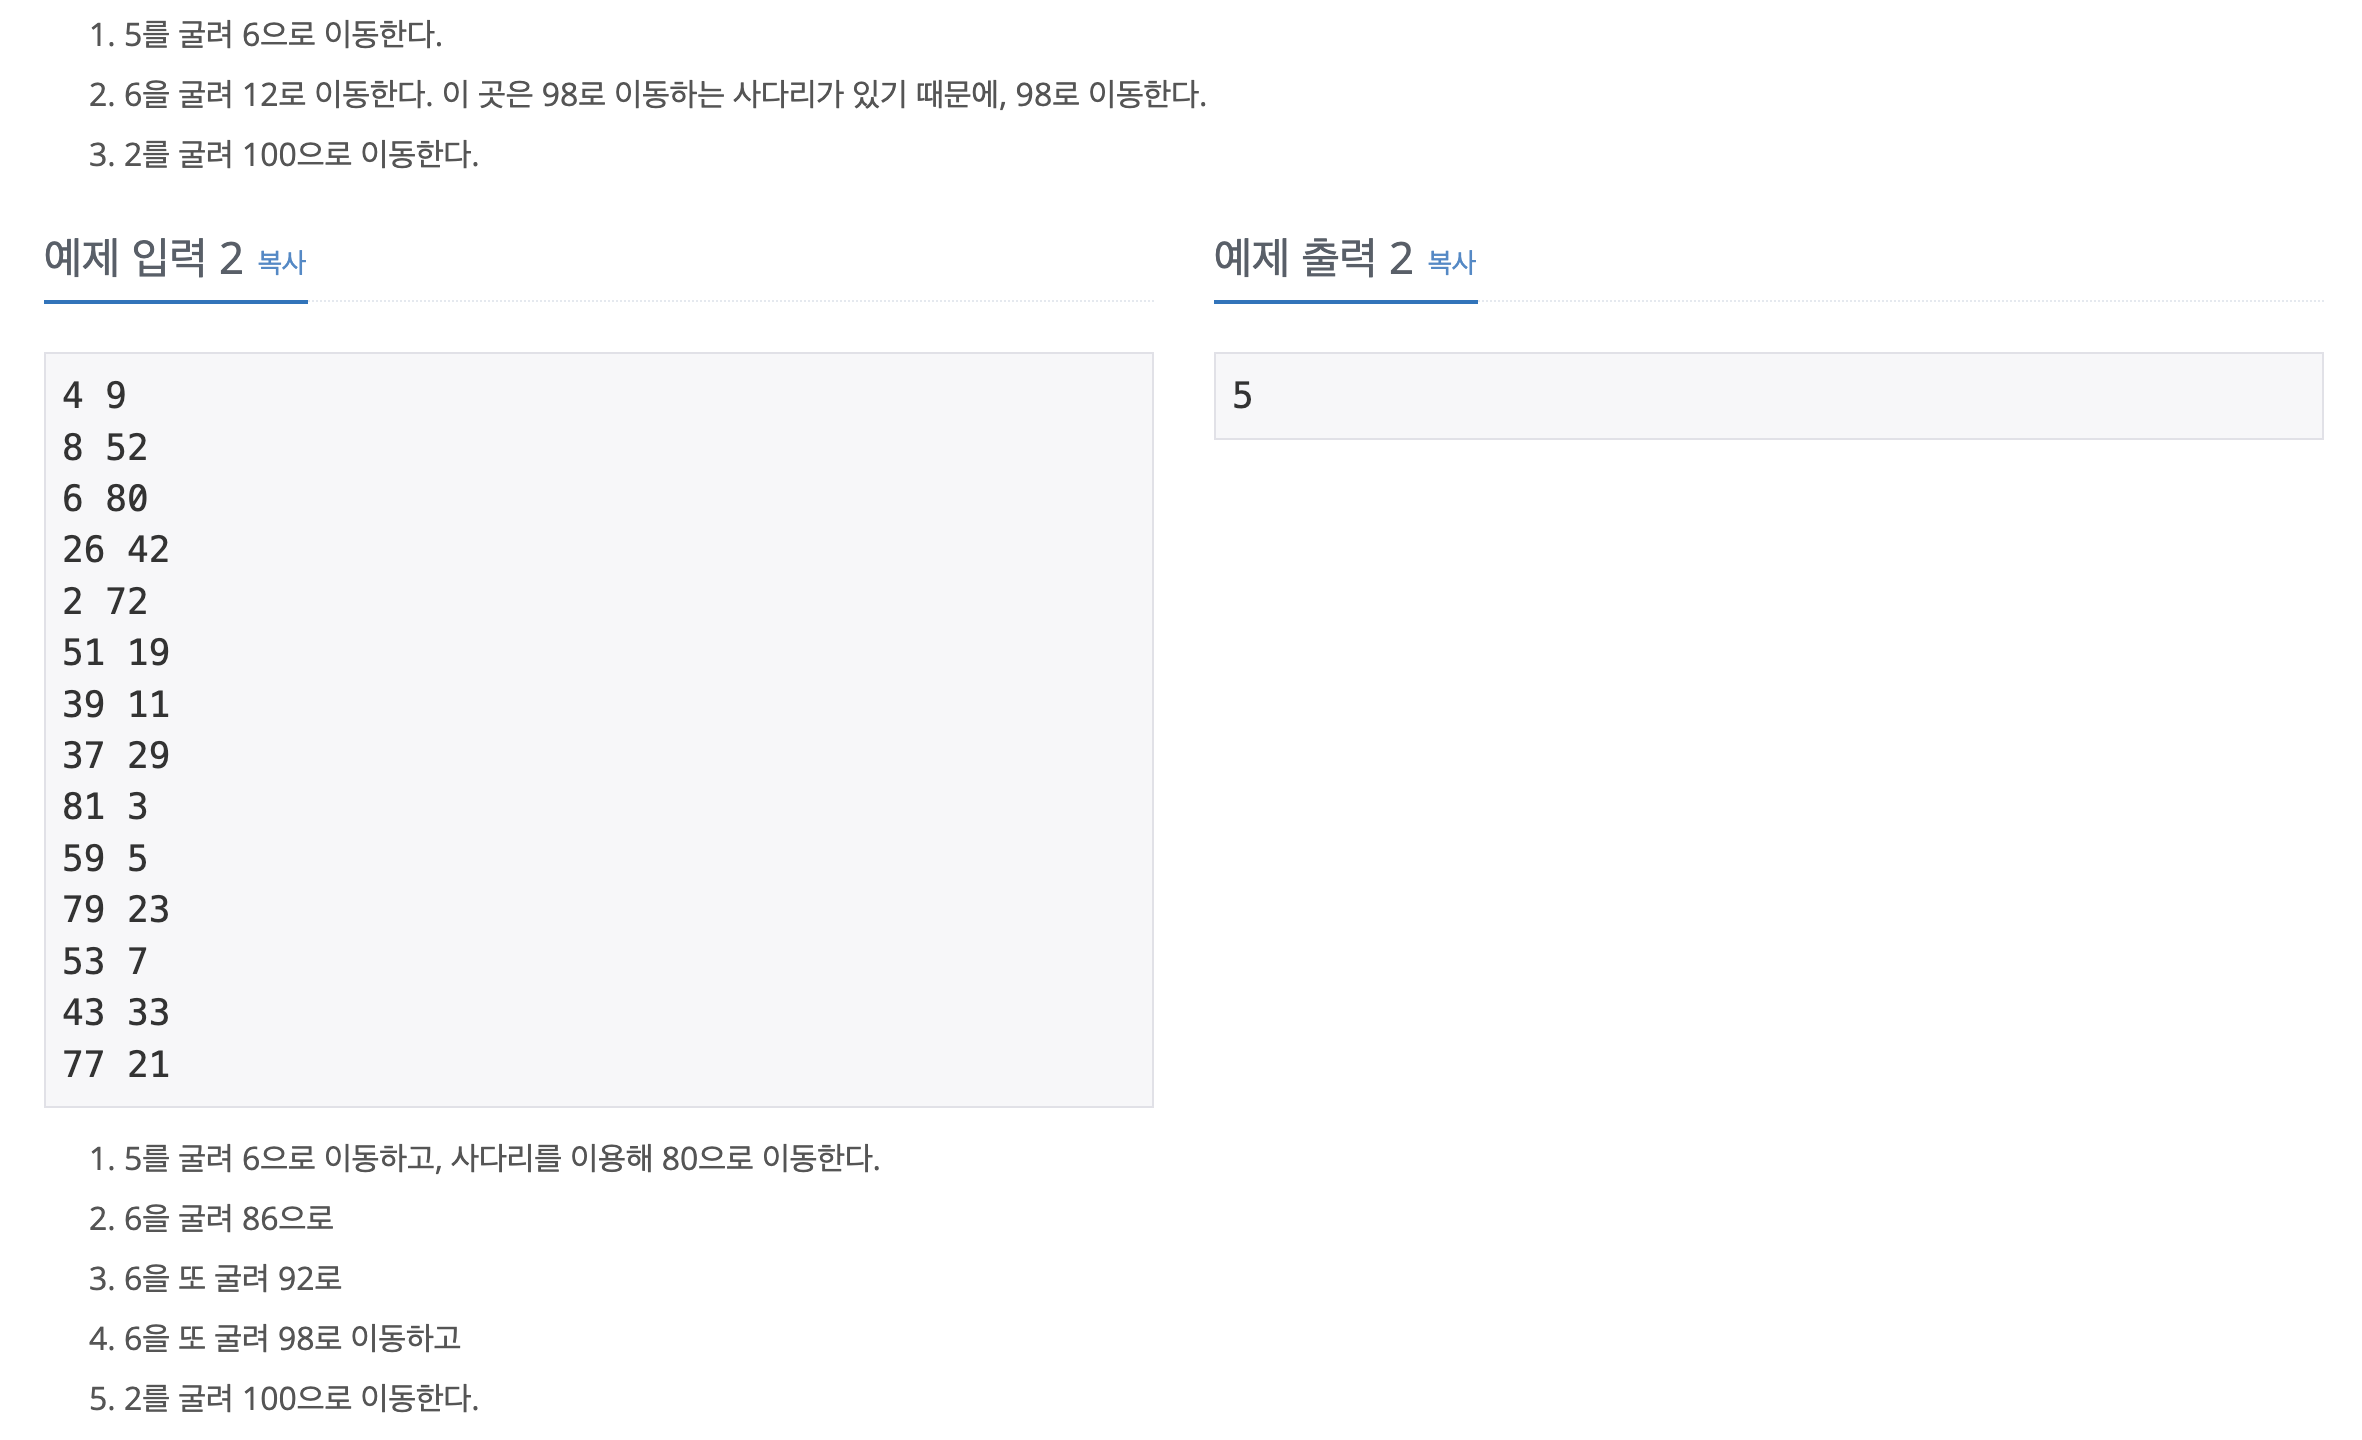 1. 5를 굴려 6으로 이동한다.
2. 6을 굴려 12로 이동한다. 이 곳은 98로 이동하는 사다리가 있기 때문에, 98로 이동한다.
3. 2를 굴려 100으로 이동한다.
예제 입력 2 복사
4 9
8 52
6 80
26 42
2 72
51 19
39 11
37 29
81 3
59 5
79 23
53 7
43 33
77 21
예제 출력 2 복사
5
1. 5를 굴려 6으로 이동하고, 사다리를 이용해 80으로 이동한다.
2. 6을 굴려 86으로
3. 6을 또 굴려 92로
4. 6을 또 굴려 98로 이동하고
5. 2를 굴려 100으로 이동한다.